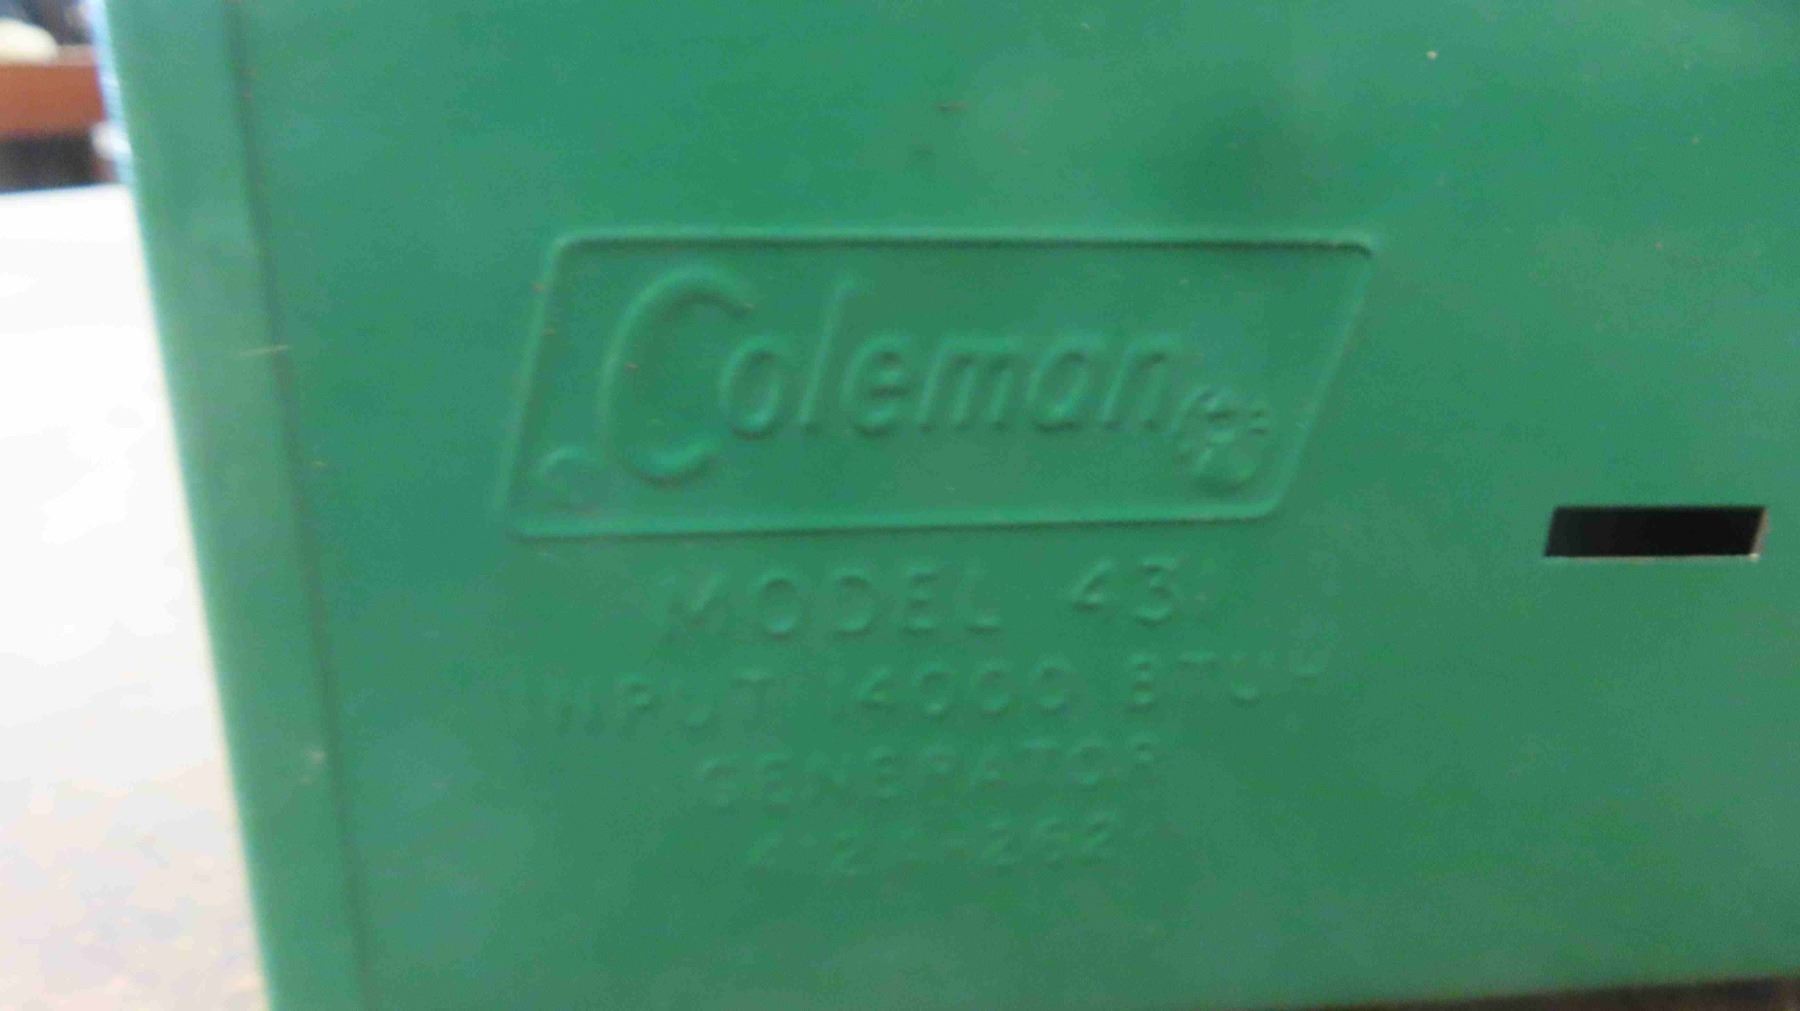 Coleman
MODEL 43
INPUT 14000 BTUH
GENERATOR